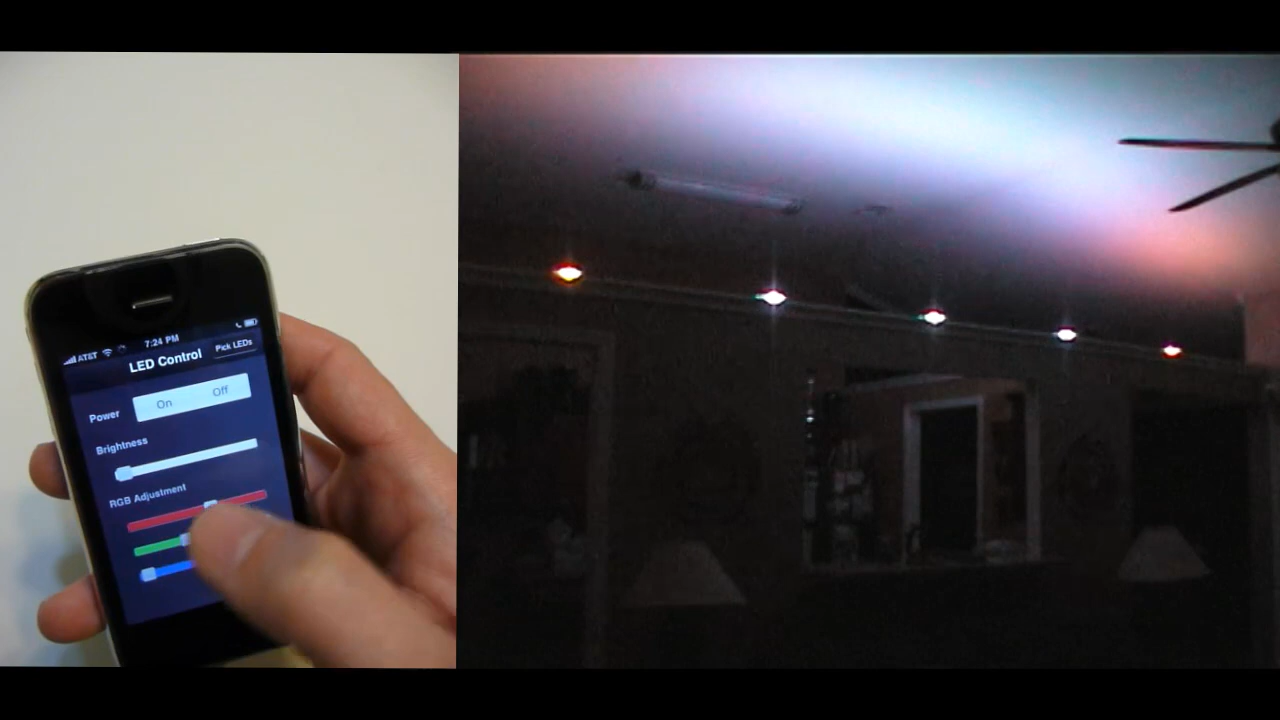 AT&T 7:24 PM
LED Control Pick LEDs
Power On Off
Brightness
RGB Adjustment